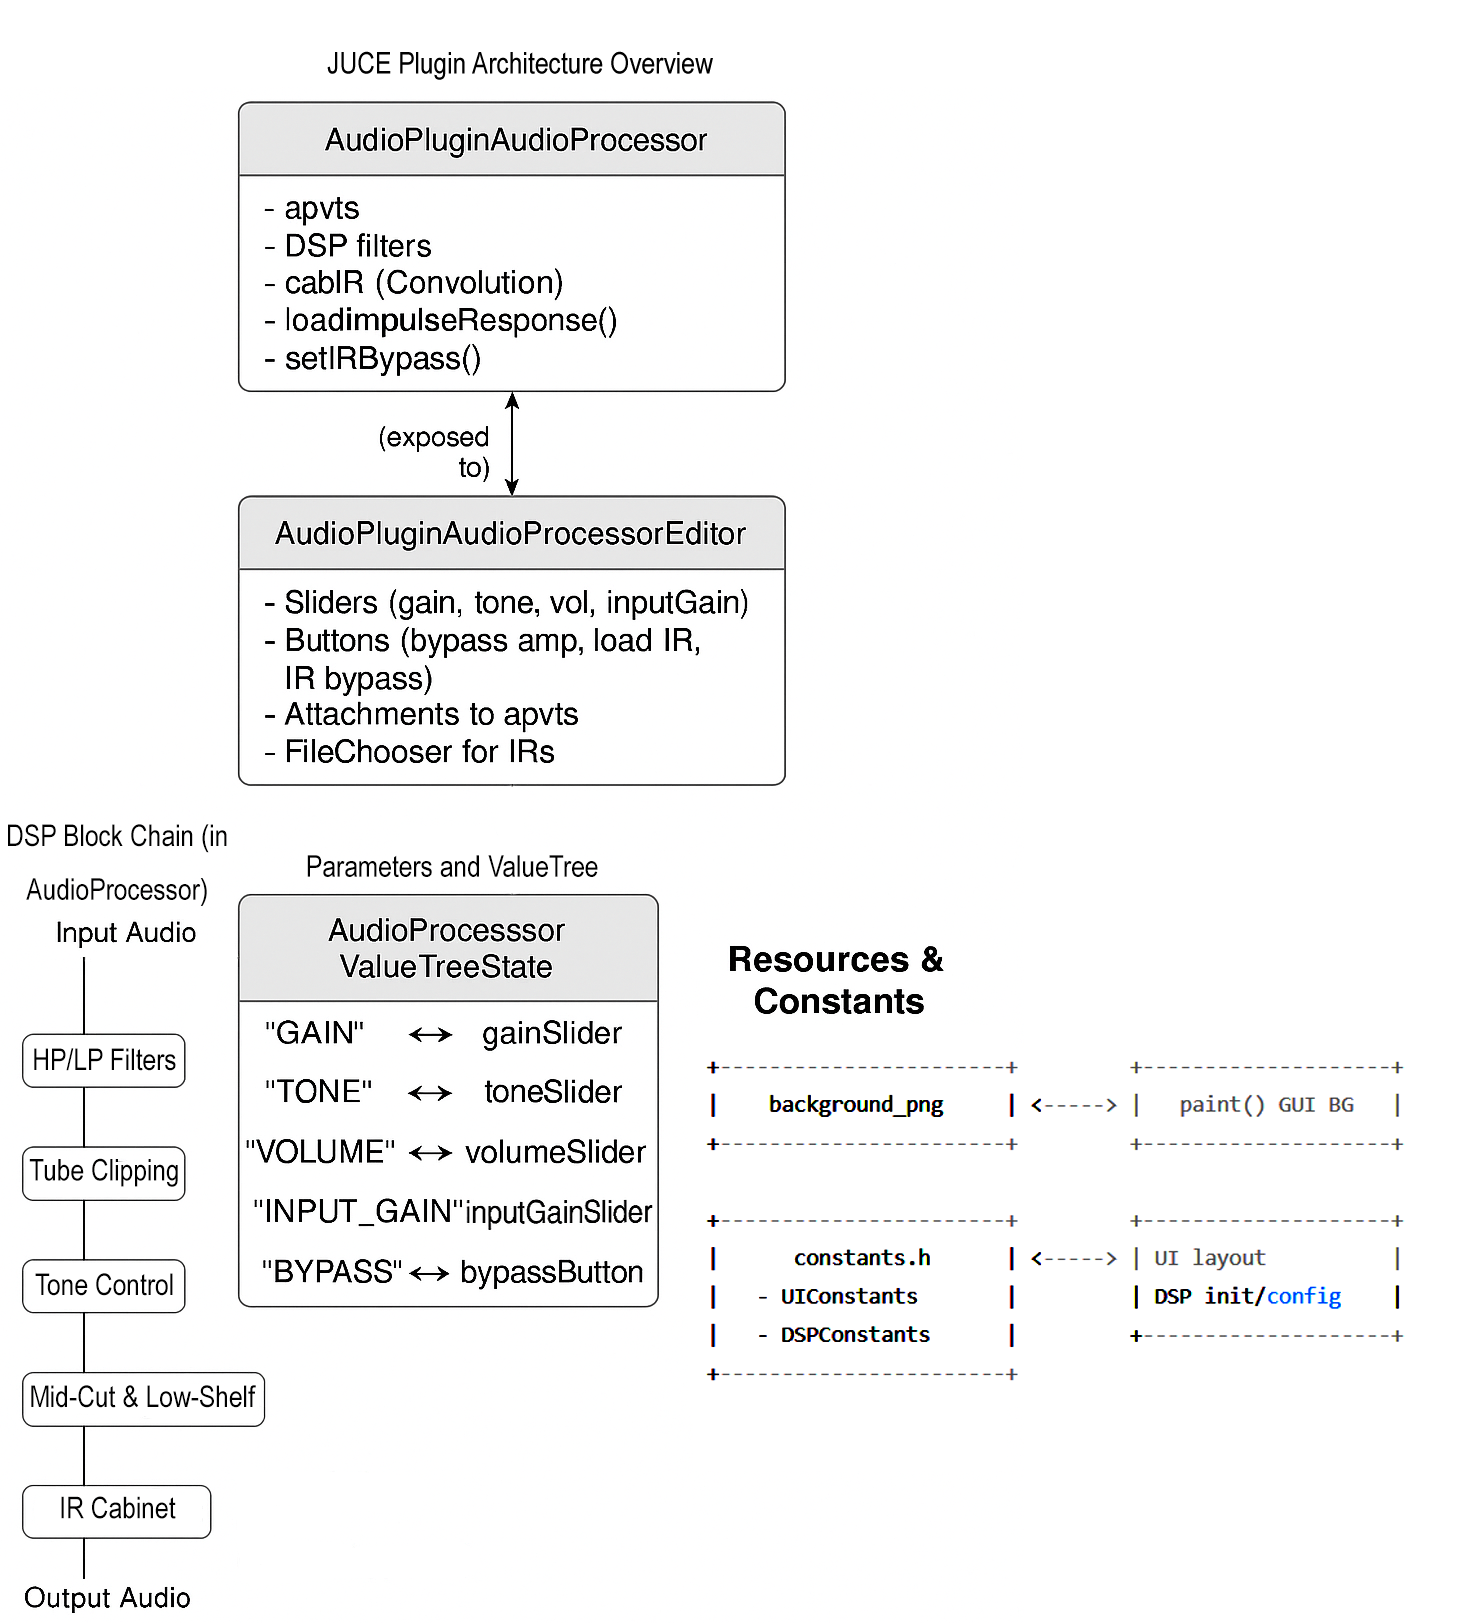 JUCE Plugin Architecture Overview
AudioPluginAudioProcessor
- apvts
- DSP filters
- cabIR (Convolution)
- loadimpulseResponse()
- setIRBypass()
(exposed
to)
AudioPluginAudioProcessorEditor
- Sliders (gain, tone, vol, inputGain)
- Buttons (bypass amp, load IR,
IR bypass)
- Attachments to apvts
- FileChooser for IRs
DSP Block Chain (in
AudioProcessor)
Input Audio
HP/LP Filters
Tube Clipping
Tone Control
Mid-Cut & Low-Shelf
IR Cabinet
Output Audio
Parameters and ValueTree
AudioProcesssor
ValueTreeState
"GAIN" ↔ gainSlider
"TONE" ↔ toneSlider
"VOLUME" ↔ volumeSlider
"INPUT_GAIN" inputGainSlider
"BYPASS" ↔ bypassButton
Resources &
Constants
+-----------------------+ +--------------------+
| background_png | <-----> | paint() GUI BG |
+-----------------------+ +--------------------+
+-----------------------+ +--------------------+
| constants.h | <-----> | UI layout |
| - UIConstants | | DSP init/config |
| - DSPConstants | +--------------------+
+-----------------------+